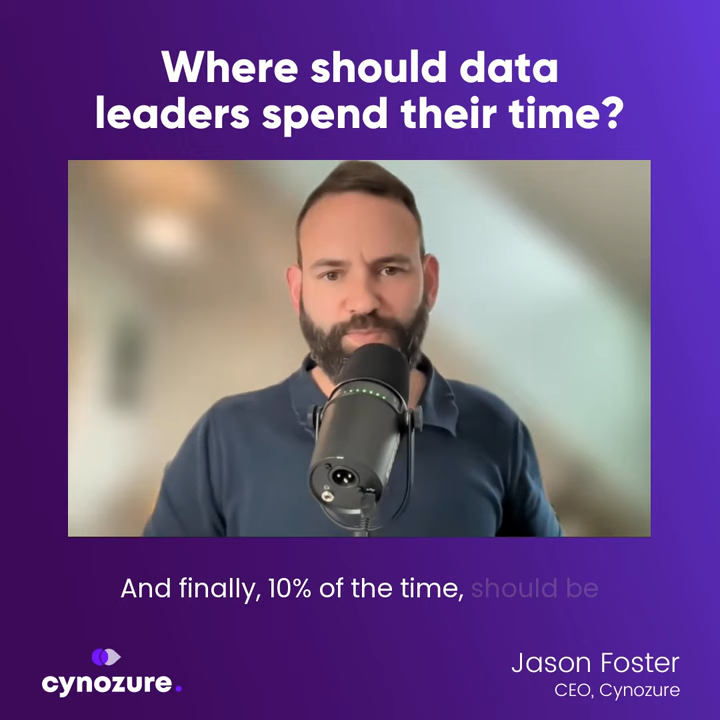 Where should data
leaders spend their time?
And finally, 10% of the time, should be
cynozure.
Jason Foster
CEO, Cynozure